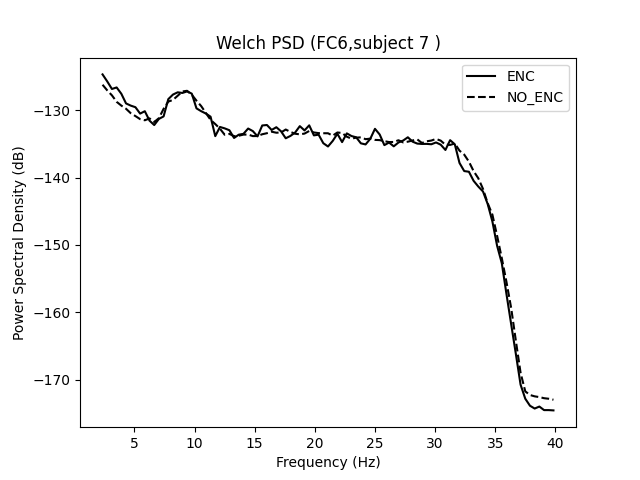 Welch PSD (FC6,subject 7 )
ENC
NO_ENC
Power Spectral Density (dB)
−130
−140
−150
−160
−170
5 10 15 20 25 30 35 40
Frequency (Hz)